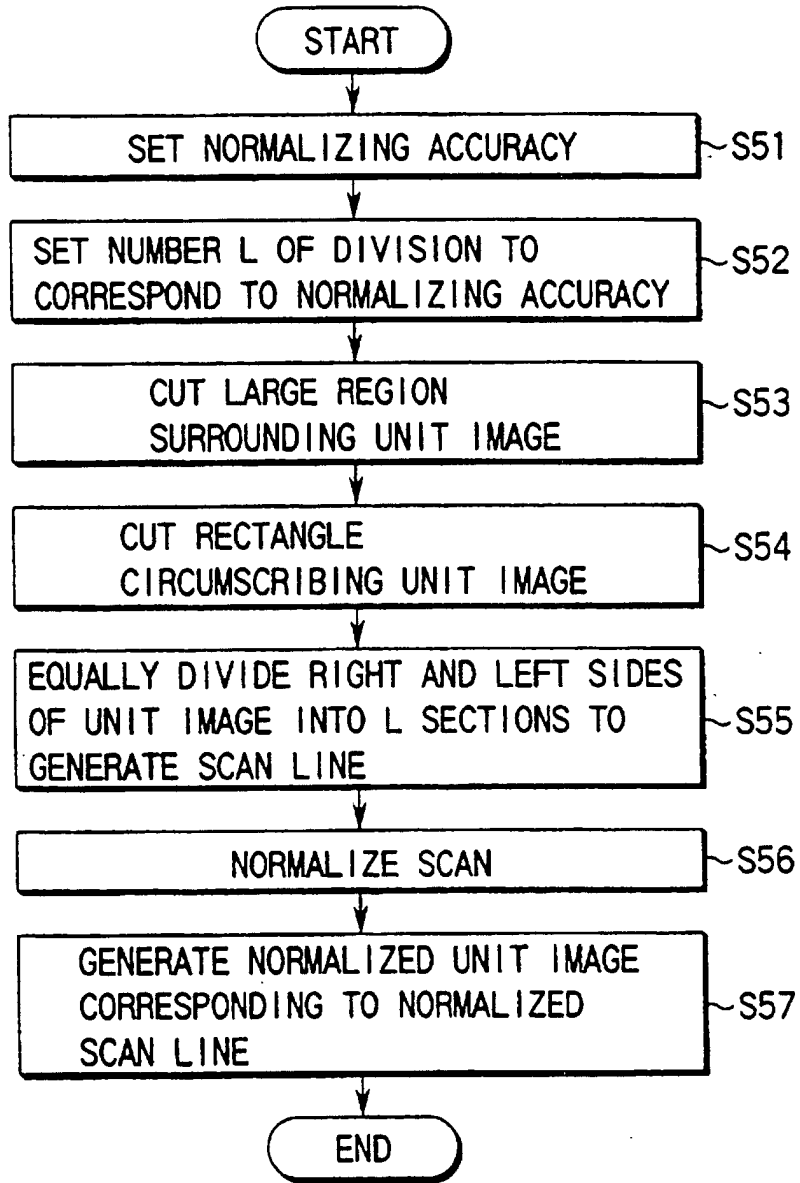 START
SET NORMALIZING ACCURACY
S51
SET NUMBER L OF DIVISION TO
CORRESPOND TO NORMALIZING ACCURACY
S52
CUT LARGE REGION
SURROUNDING UNIT IMAGE
S53
CUT RECTANGLE
CIRCUMSCRIBING UNIT IMAGE
S54
EQUALLY DIVIDE RIGHT AND LEFT SIDES
OF UNIT IMAGE INTO L SECTIONS TO
GENERATE SCAN LINE
S55
NORMALIZE SCAN
S56
GENERATE NORMALIZED UNIT IMAGE
CORRESPONDING TO NORMALIZED
SCAN LINE
S57
END